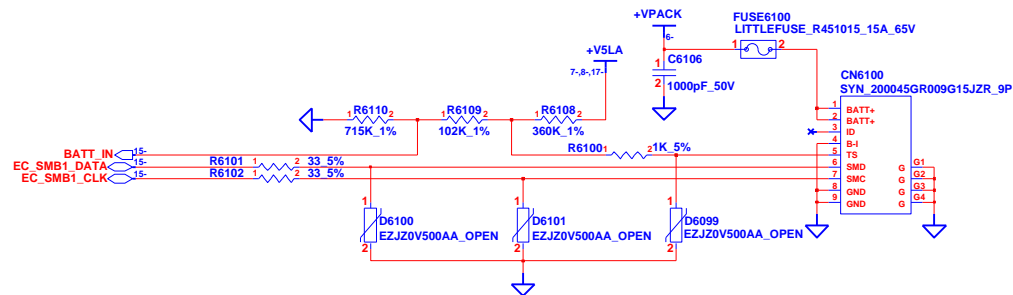 +VPACK
6-
FUSE6100
LITTLEFUSE_R451015_15A_65V
1 2
+V5LA
7-,8-,17-
1 C6106
2
1000pF_50V
CN6100
SYN_200045GR009G15JZR_9P
R6110
1 2
715K_1%
R6109
1 2
102K_1%
R6108
1 2
360K_1%
R6100 1 2 1K_5%
BATT_IN 15-
EC_SMB1_DATA 15-
EC_SMB1_CLK 15-
R6101 1 2 33_5%
R6102 1 2 33_5%
1 BATT+
2 BATT+
3 ID
4 B-I
5 TS
6 SMD G G1
7 SMC G G2
8 GND G G3
9 GND G G4
1
D6100
EZJZ0V500AA_OPEN
2
1
D6101
EZJZ0V500AA_OPEN
2
1
D6099
EZJZ0V500AA_OPEN
2